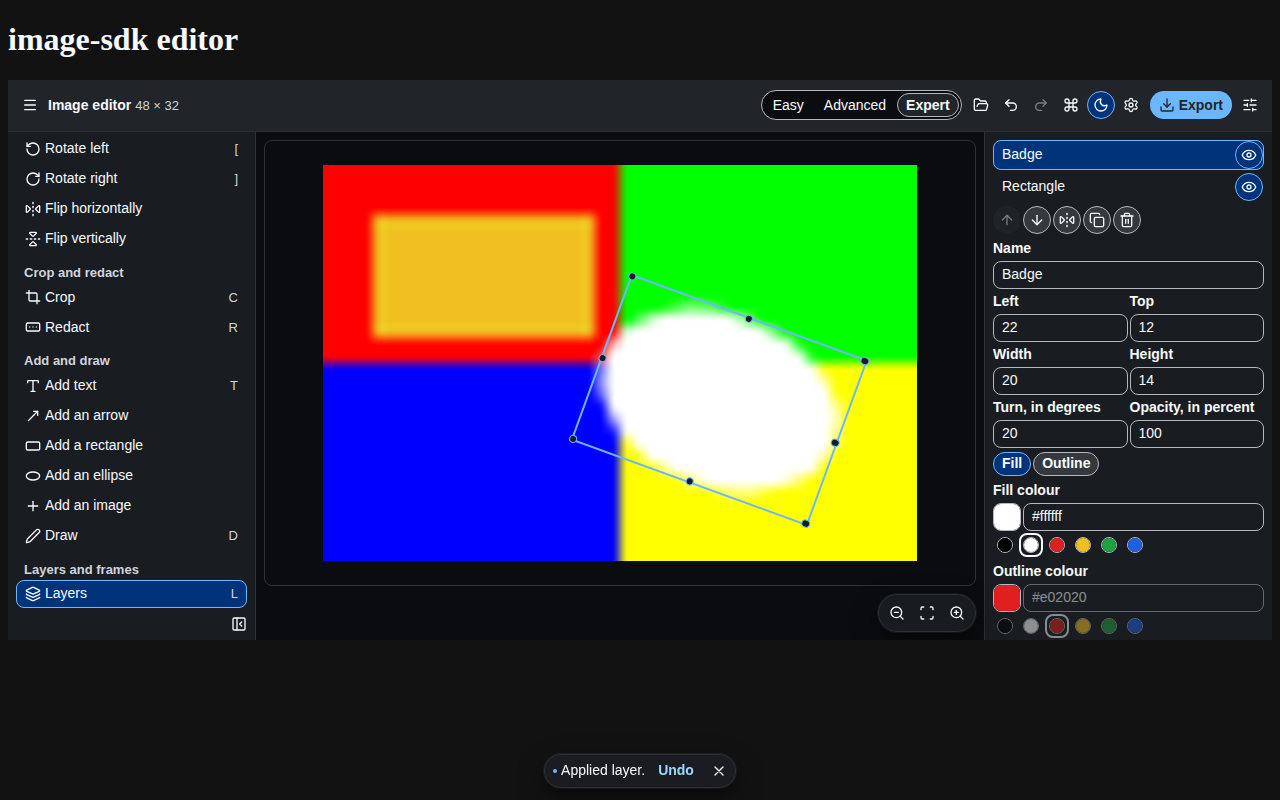 image-sdk editor
Image editor 48 × 32
Easy Advanced Expert
Export
Rotate left [
Rotate right ]
Flip horizontally
Flip vertically
Crop and redact
Crop C
Redact R
Add and draw
Add text T
Add an arrow
Add a rectangle
Add an ellipse
Add an image
Draw D
Layers and frames
Layers L
Badge
Rectangle
Name
Badge
Left Top
22 12
Width Height
20 14
Turn, in degrees Opacity, in percent
20 100
Fill Outline
Fill colour
#ffffff
Outline colour
#e02020
Applied layer. Undo